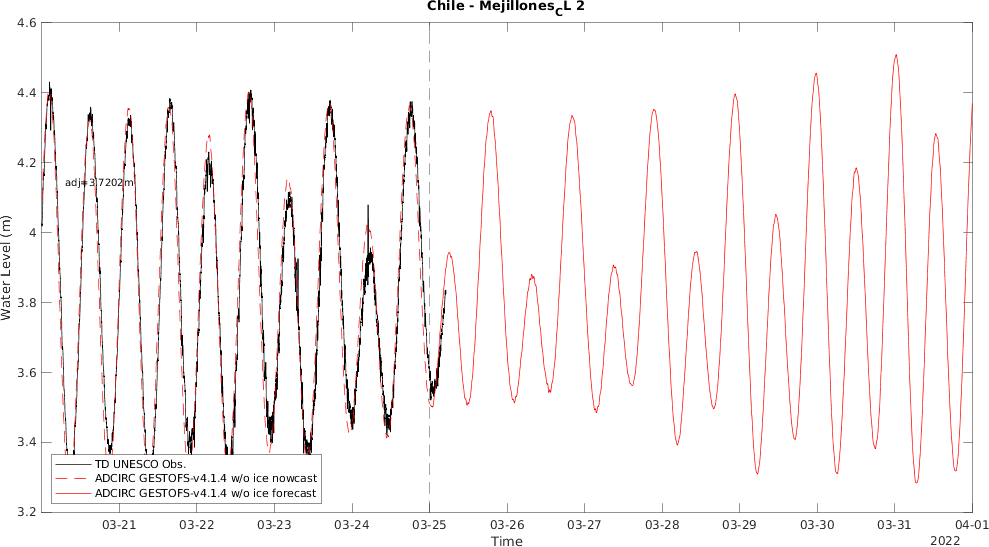 Chile - MejillonesCL 2
4.6
4.4
4.2
4
3.8
3.6
3.4
3.2
Water Level (m)
adj=3.7202m
TD UNESCO Obs.
ADCIRC GESTOFS-v4.1.4 w/o ice nowcast
ADCIRC GESTOFS-v4.1.4 w/o ice forecast
03-21 03-22 03-23 03-24 03-25 03-26 03-27 03-28 03-29 03-30 03-31 04-01
Time
2022